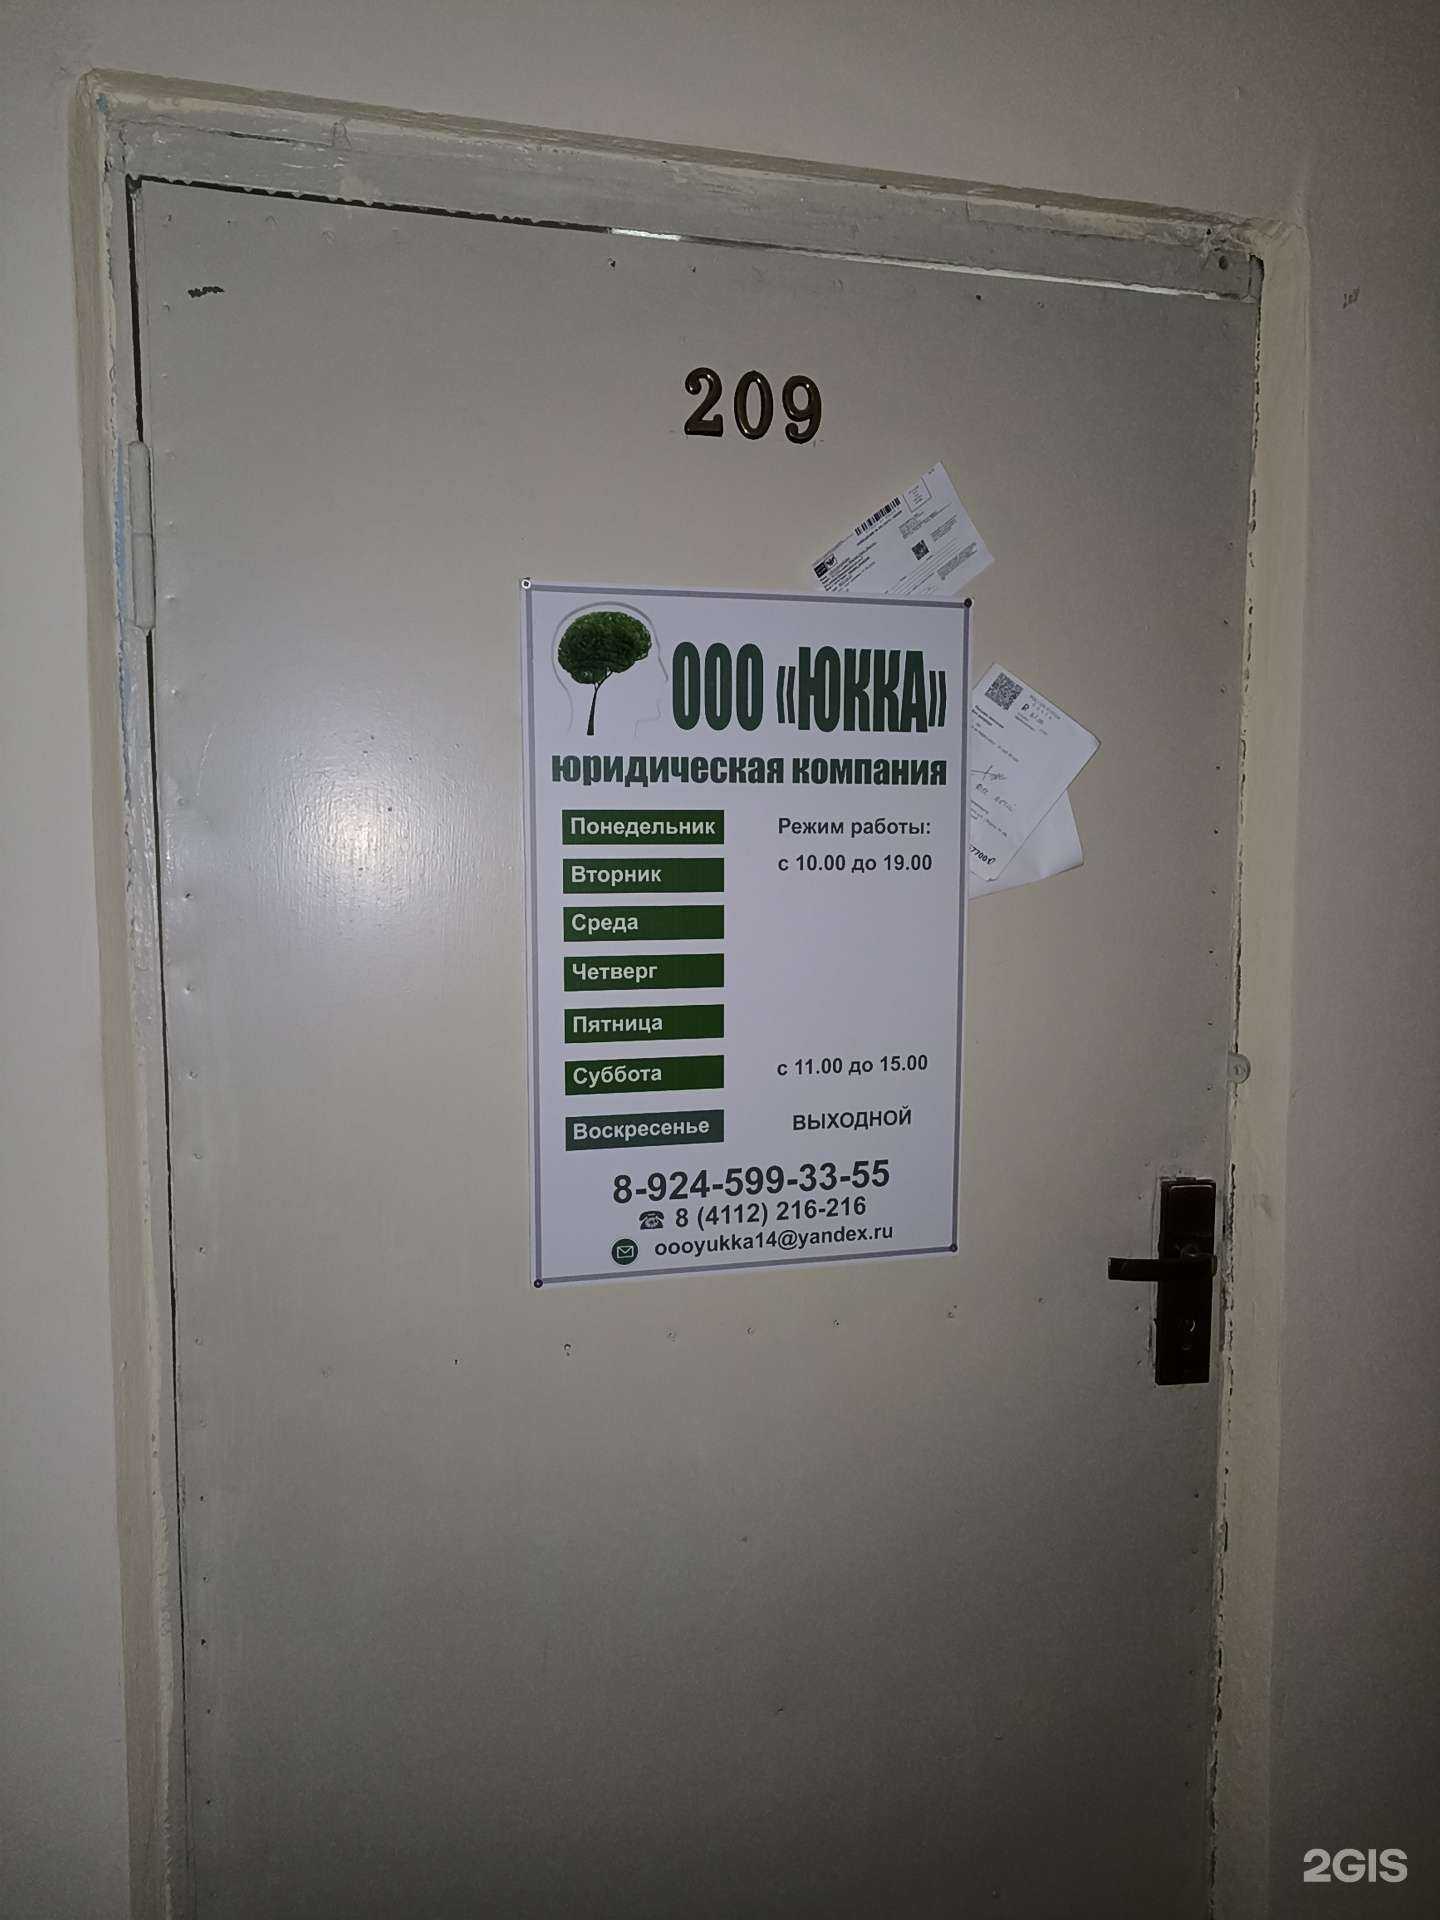 209
ООО «ЮККА»
юридическая компания
Понедельник
Режим работы:
с 10.00 до 19.00
Вторник
Среда
Четверг
Пятница
Суббота
с 11.00 до 15.00
Воскресенье
ВЫХОДНОЙ
8-924-599-33-55
8 (4112) 216-216
oooyukka14@yandex.ru
2GIS